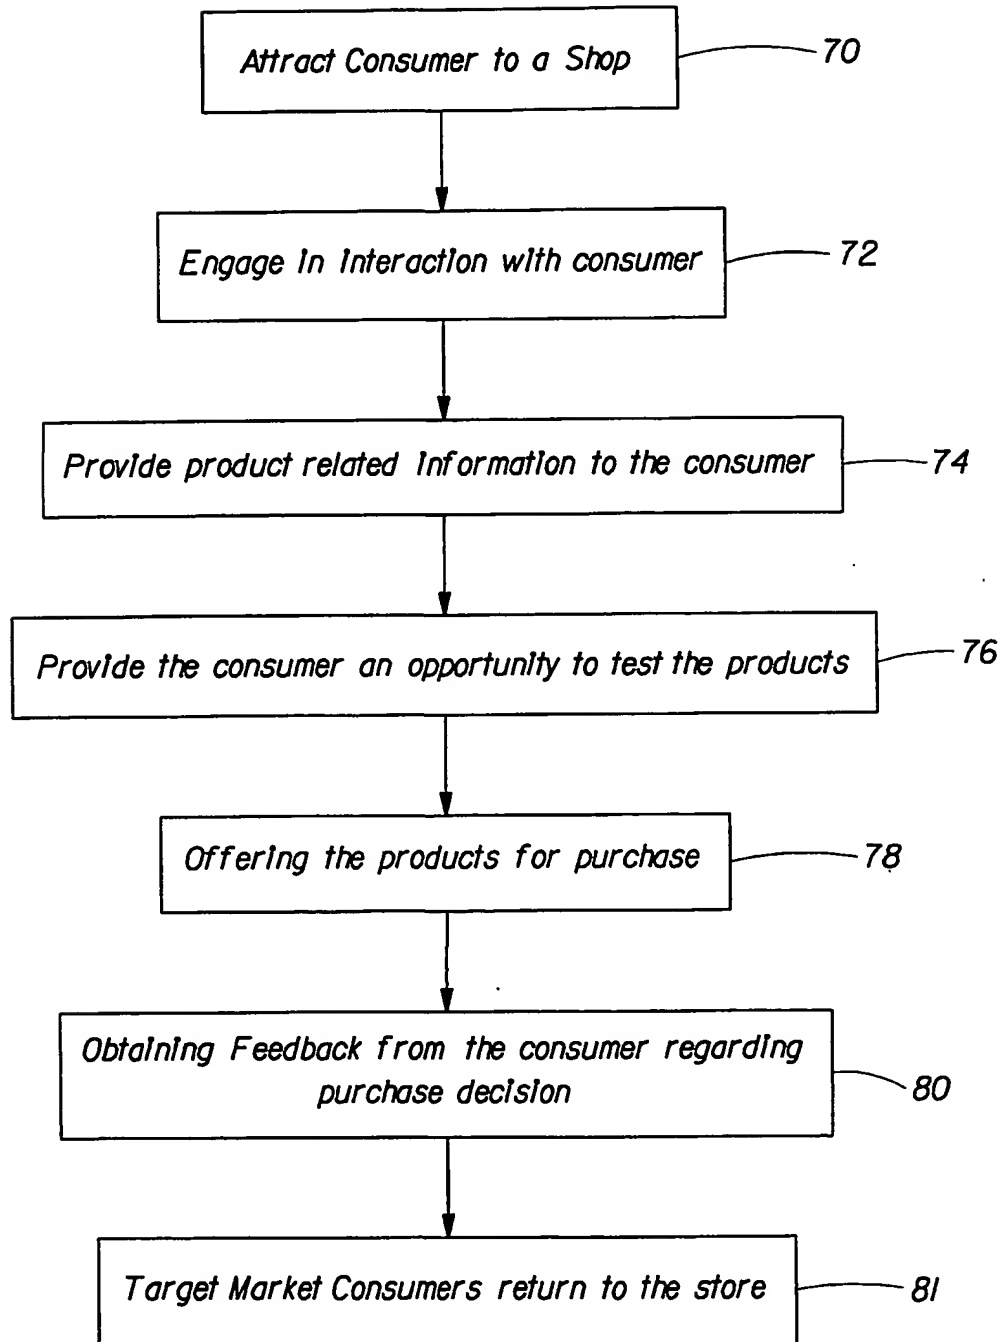 Attract Consumer to a Shop
70
Engage in interaction with consumer
72
Provide product related information to the consumer
74
Provide the consumer an opportunity to test the products
76
Offering the products for purchase
78
Obtaining Feedback from the consumer regarding
purchase decision
80
Target Market Consumers return to the store
81